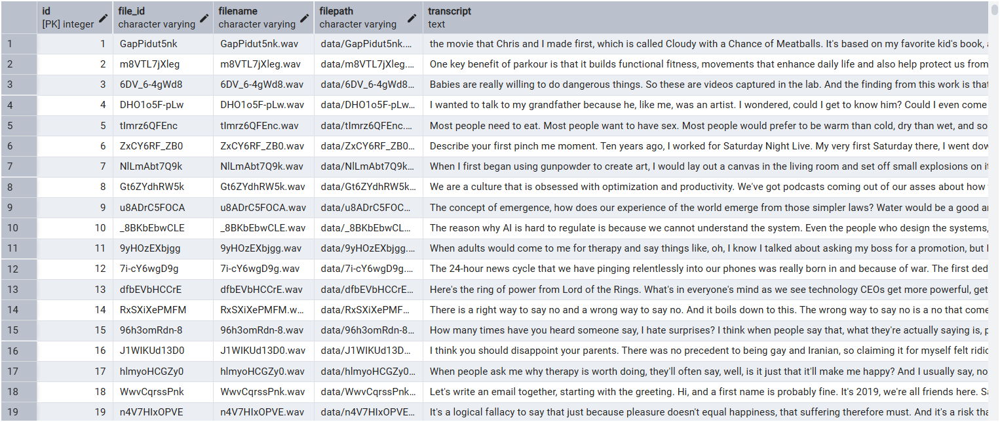 id file_id filename filepath transcript
[PK] integer character varying character varying character varying text
1 1 GapPidut5nk GapPidut5nk.wav data/GapPidut5nk.... the movie that Chris and I made first, which is called Cloudy with a Chance of Meatballs. It's based on my favorite kid's book,
2 2 m8VTL7jXleg m8VTL7jXleg.wav data/m8VTL7jXleg.... One key benefit of parkour is that it builds functional fitness, movements that enhance daily life and also help protect us from
3 3 6DV_6-4gWd8 6DV_6-4gWd8.wav data/6DV_6-4gWd8... Babies are really willing to do dangerous things. So these are videos captured in the lab. And the finding from this work is that
4 4 DHO1o5F-pLw DHO1o5F-pLw.wav data/DHO1o5F-pLw... I wanted to talk to my grandfather because he, like me, was an artist. I wondered, could I get to know him? Could I even come
5 5 tImrz6QFEnc tImrz6QFEnc.wav data/tImrz6QFEnc.... Most people need to eat. Most people want to have sex. Most people would prefer to be warm than cold, dry than wet, and so
6 6 ZxCY6RF_ZB0 ZxCY6RF_ZB0.wav data/ZxCY6RF_ZB0... Describe your first pinch me moment. Ten years ago, I worked for Saturday Night Live. My very first Saturday there, I went dow
7 7 NlLmAbt7Q9k NlLmAbt7Q9k.wav data/NlLmAbt7Q9k... When I first began using gunpowder to create art, I would lay out a canvas in the living room and set off small explosions on
8 8 Gt6ZYdhRW5k Gt6ZYdhRW5k.wav data/Gt6ZYdhRW5k... We are a culture that is obsessed with optimization and productivity. We've got podcasts coming out of our asses about how
9 9 u8ADrC5FOCA u8ADrC5FOCA.wav data/u8ADrC5FOC... The concept of emergence, how does our experience of the world emerge from those simpler laws? Water would be a good
10 10 _8BKbEbwCLE _8BKbEbwCLE.wav data/_8BKbEbwCL... The reason why AI is hard to regulate is because we cannot understand the system. Even the people who design the systems,
11 11 9yHOzEXbjgg 9yHOzEXbjgg.wav data/9yHOzEXbjgg.... When adults would come to me for therapy and say things like, oh, I know I talked about asking my boss for a promotion, but
12 12 7i-cY6wgD9g 7i-cY6wgD9g.wav data/7i-cY6wgD9g.... The 24-hour news cycle that we have pinging relentlessly into our phones was really born in and because of war. The first ded
13 13 dfbEVbHCCrE dfbEVbHCCrE.wav data/dfbEVbHCCrE... Here's the ring of power from Lord of the Rings. What's in everyone's mind as we see technology CEOs get more powerful, get
14 14 RxSXiXePMFM RxSXiXePMFM.w... data/RxSXiXePMF... There is a right way to say no and a wrong way to say no. And it boils down to this. The wrong way to say no is a no that come
15 15 96h3omRdn-8 96h3omRdn-8.wav data/96h3omRdn-8... How many times have you heard someone say, I hate surprises? I think when people say that, what they're actually saying is,
16 16 J1WIKUd13D0 J1WIKUd13D0.wav data/J1WIKUd13D... I think you should disappoint your parents. There was no precedent to being gay and Iranian, so claiming it for myself felt ridic
17 17 hlmyoHCGZy0 hlmyoHCGZy0.wav data/hlmyoHCGZy0... When people ask me why therapy is worth doing, they'll often say, well, is it just that it'll make me happy? And I usually say, no
18 18 WwvCqrssPnk WwvCqrssPnk.wav data/WwvCqrssPnk... Let's write an email together, starting with the greeting. Hi, and a first name is probably fine. It's 2019, we're all friends here.
19 19 n4V7HIxOPVE n4V7HIxOPVE.wav data/n4V7HIxOPVE... It's a logical fallacy to say that just because pleasure doesn't equal happiness, that suffering therefore must. And it's a risk